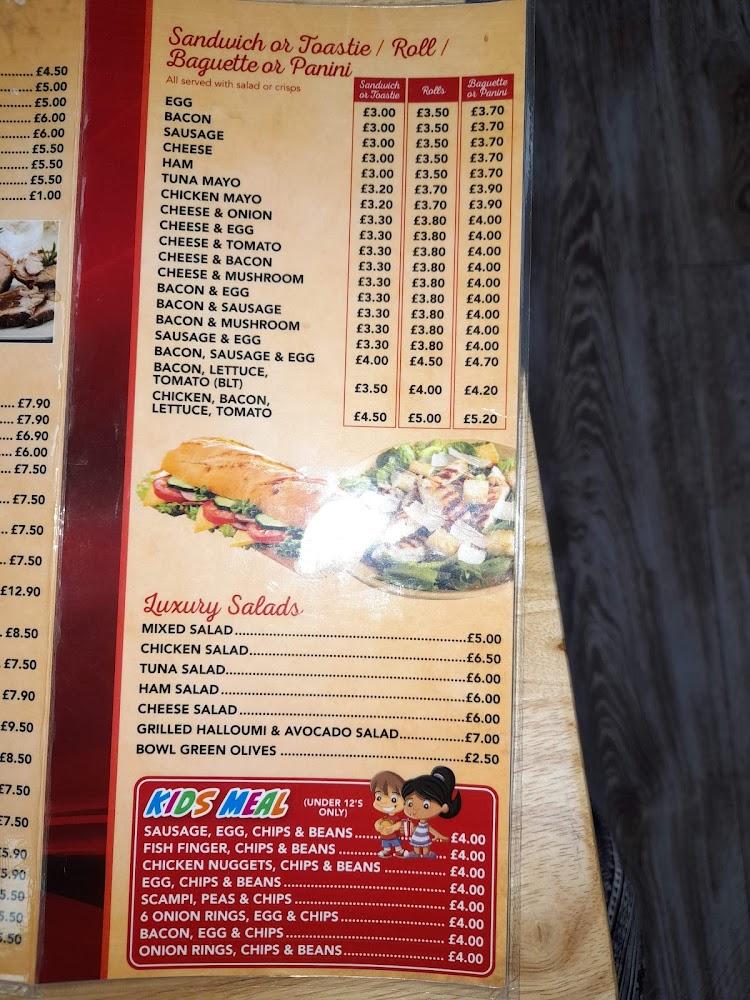 £4.50
£5.00
£5.00
£6.00
£6.00
£5.50
£5.50
£5.50
£1.00
£7.90
£7.90
£6.90
£6.00
£7.50
£7.50
£7.50
£7.50
£12.90
£8.50
£7.50
£7.90
£9.50
£8.50
£7.50
£7.50
5.90
5.90
5.50
5.50
5.50
Sandwich or Toastie / Roll /
Baguette or Panini
All served with salad or crisps
Sandwich or Toastie Rolls Baguette or Panini
EGG £3.00 £3.50 £3.70
BACON £3.00 £3.50 £3.70
SAUSAGE £3.00 £3.50 £3.70
CHEESE £3.00 £3.50 £3.70
HAM £3.00 £3.50 £3.70
TUNA MAYO £3.20 £3.70 £3.90
CHICKEN MAYO £3.20 £3.70 £3.90
CHEESE & ONION £3.30 £3.80 £4.00
CHEESE & EGG £3.30 £3.80 £4.00
CHEESE & TOMATO £3.30 £3.80 £4.00
CHEESE & BACON £3.30 £3.80 £4.00
CHEESE & MUSHROOM £3.30 £3.80 £4.00
BACON & EGG £3.30 £3.80 £4.00
BACON & SAUSAGE £3.30 £3.80 £4.00
BACON & MUSHROOM £3.30 £3.80 £4.00
SAUSAGE & EGG £3.30 £3.80 £4.00
BACON, SAUSAGE & EGG £4.00 £4.50 £4.70
BACON, LETTUCE,
TOMATO (BLT) £3.50 £4.00 £4.20
CHICKEN, BACON,
LETTUCE, TOMATO £4.50 £5.00 £5.20
Luxury Salads
MIXED SALAD £5.00
CHICKEN SALAD £6.50
TUNA SALAD £6.00
HAM SALAD £6.00
CHEESE SALAD £6.00
GRILLED HALLOUMI & AVOCADO SALAD £7.00
BOWL GREEN OLIVES £2.50
KIDS MEAL (UNDER 12'S ONLY)
SAUSAGE, EGG, CHIPS & BEANS £4.00
FISH FINGER, CHIPS & BEANS £4.00
CHICKEN NUGGETS, CHIPS & BEANS £4.00
EGG, CHIPS & BEANS £4.00
SCAMPI, PEAS & CHIPS £4.00
6 ONION RINGS, EGG & CHIPS £4.00
BACON, EGG & CHIPS £4.00
ONION RINGS, CHIPS & BEANS £4.00